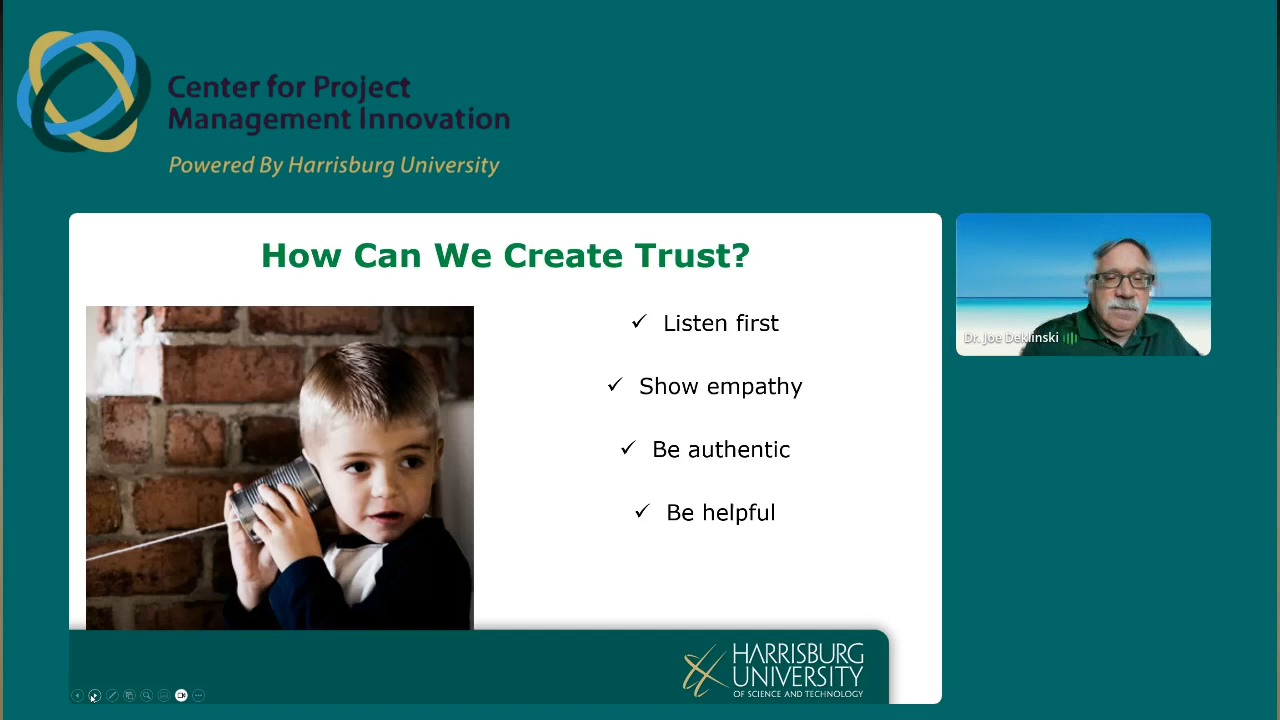 Center for Project
Management Innovation
Powered By Harrisburg University
How Can We Create Trust?
✓ Listen first
✓ Show empathy
✓ Be authentic
✓ Be helpful
Dr. Joe Deklinski
HARRISBURG
UNIVERSITY
OF SCIENCE AND TECHNOLOGY